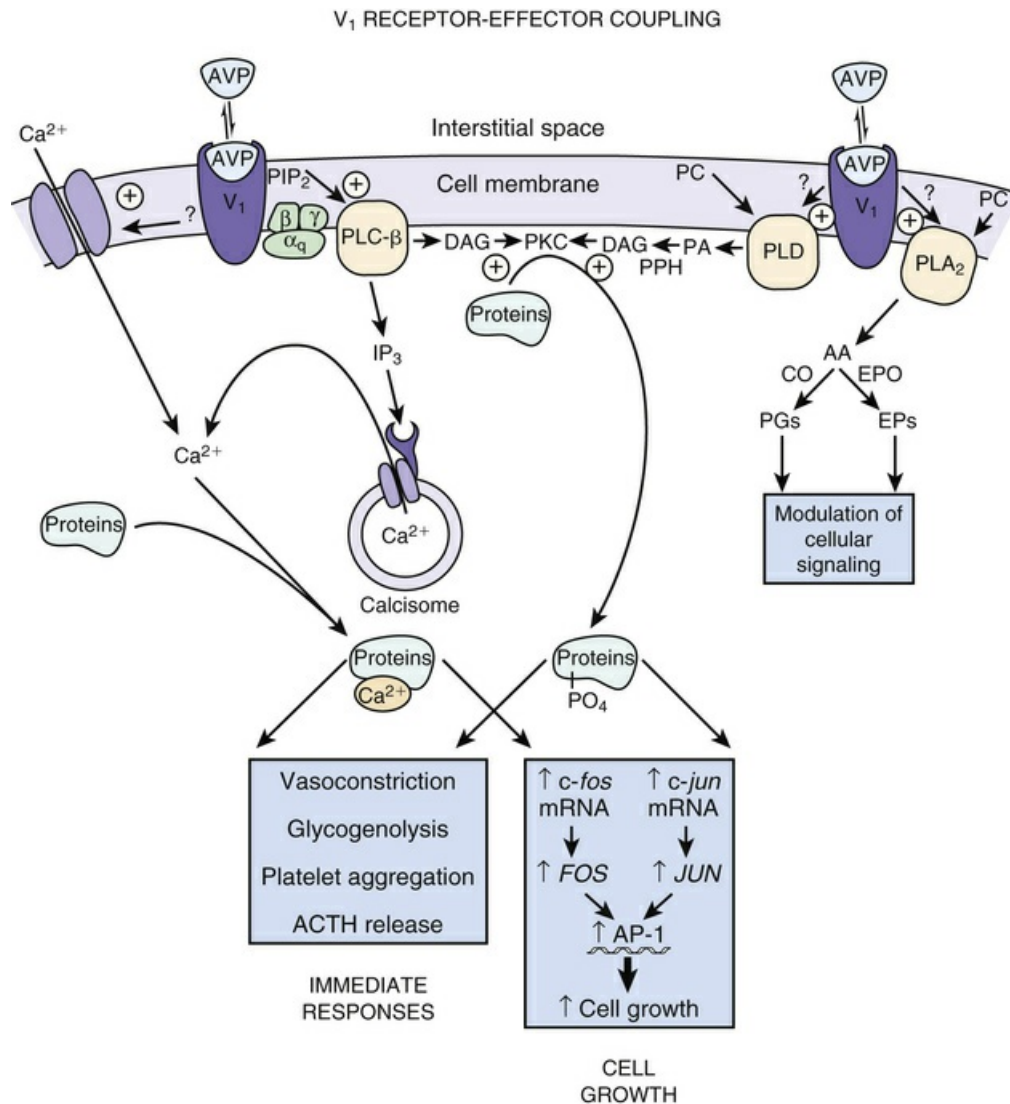 V₁ RECEPTOR-EFFECTOR COUPLING
AVP
AVP
Ca²⁺
Interstitial space
AVP
AVP
PIP₂
+
Cell membrane
PC
?
?
PC
+
?
V₁
β
γ
αq
PLC-β
DAG
PKC
DAG
PA
PPH
PLD
+
V₁
+
PLA₂
+
+
Proteins
IP₃
AA
CO
EPO
PGs
EPs
Ca²⁺
Proteins
Ca²⁺
Calcisome
Modulation of
cellular
signaling
Proteins
Ca²⁺
Proteins
PO₄
Vasoconstriction
Glycogenolysis
Platelet aggregation
ACTH release
IMMEDIATE
RESPONSES
↑ c-fos
mRNA
↑ c-jun
mRNA
↑ FOS
↑ JUN
↑ AP-1
↑ Cell growth
CELL
GROWTH